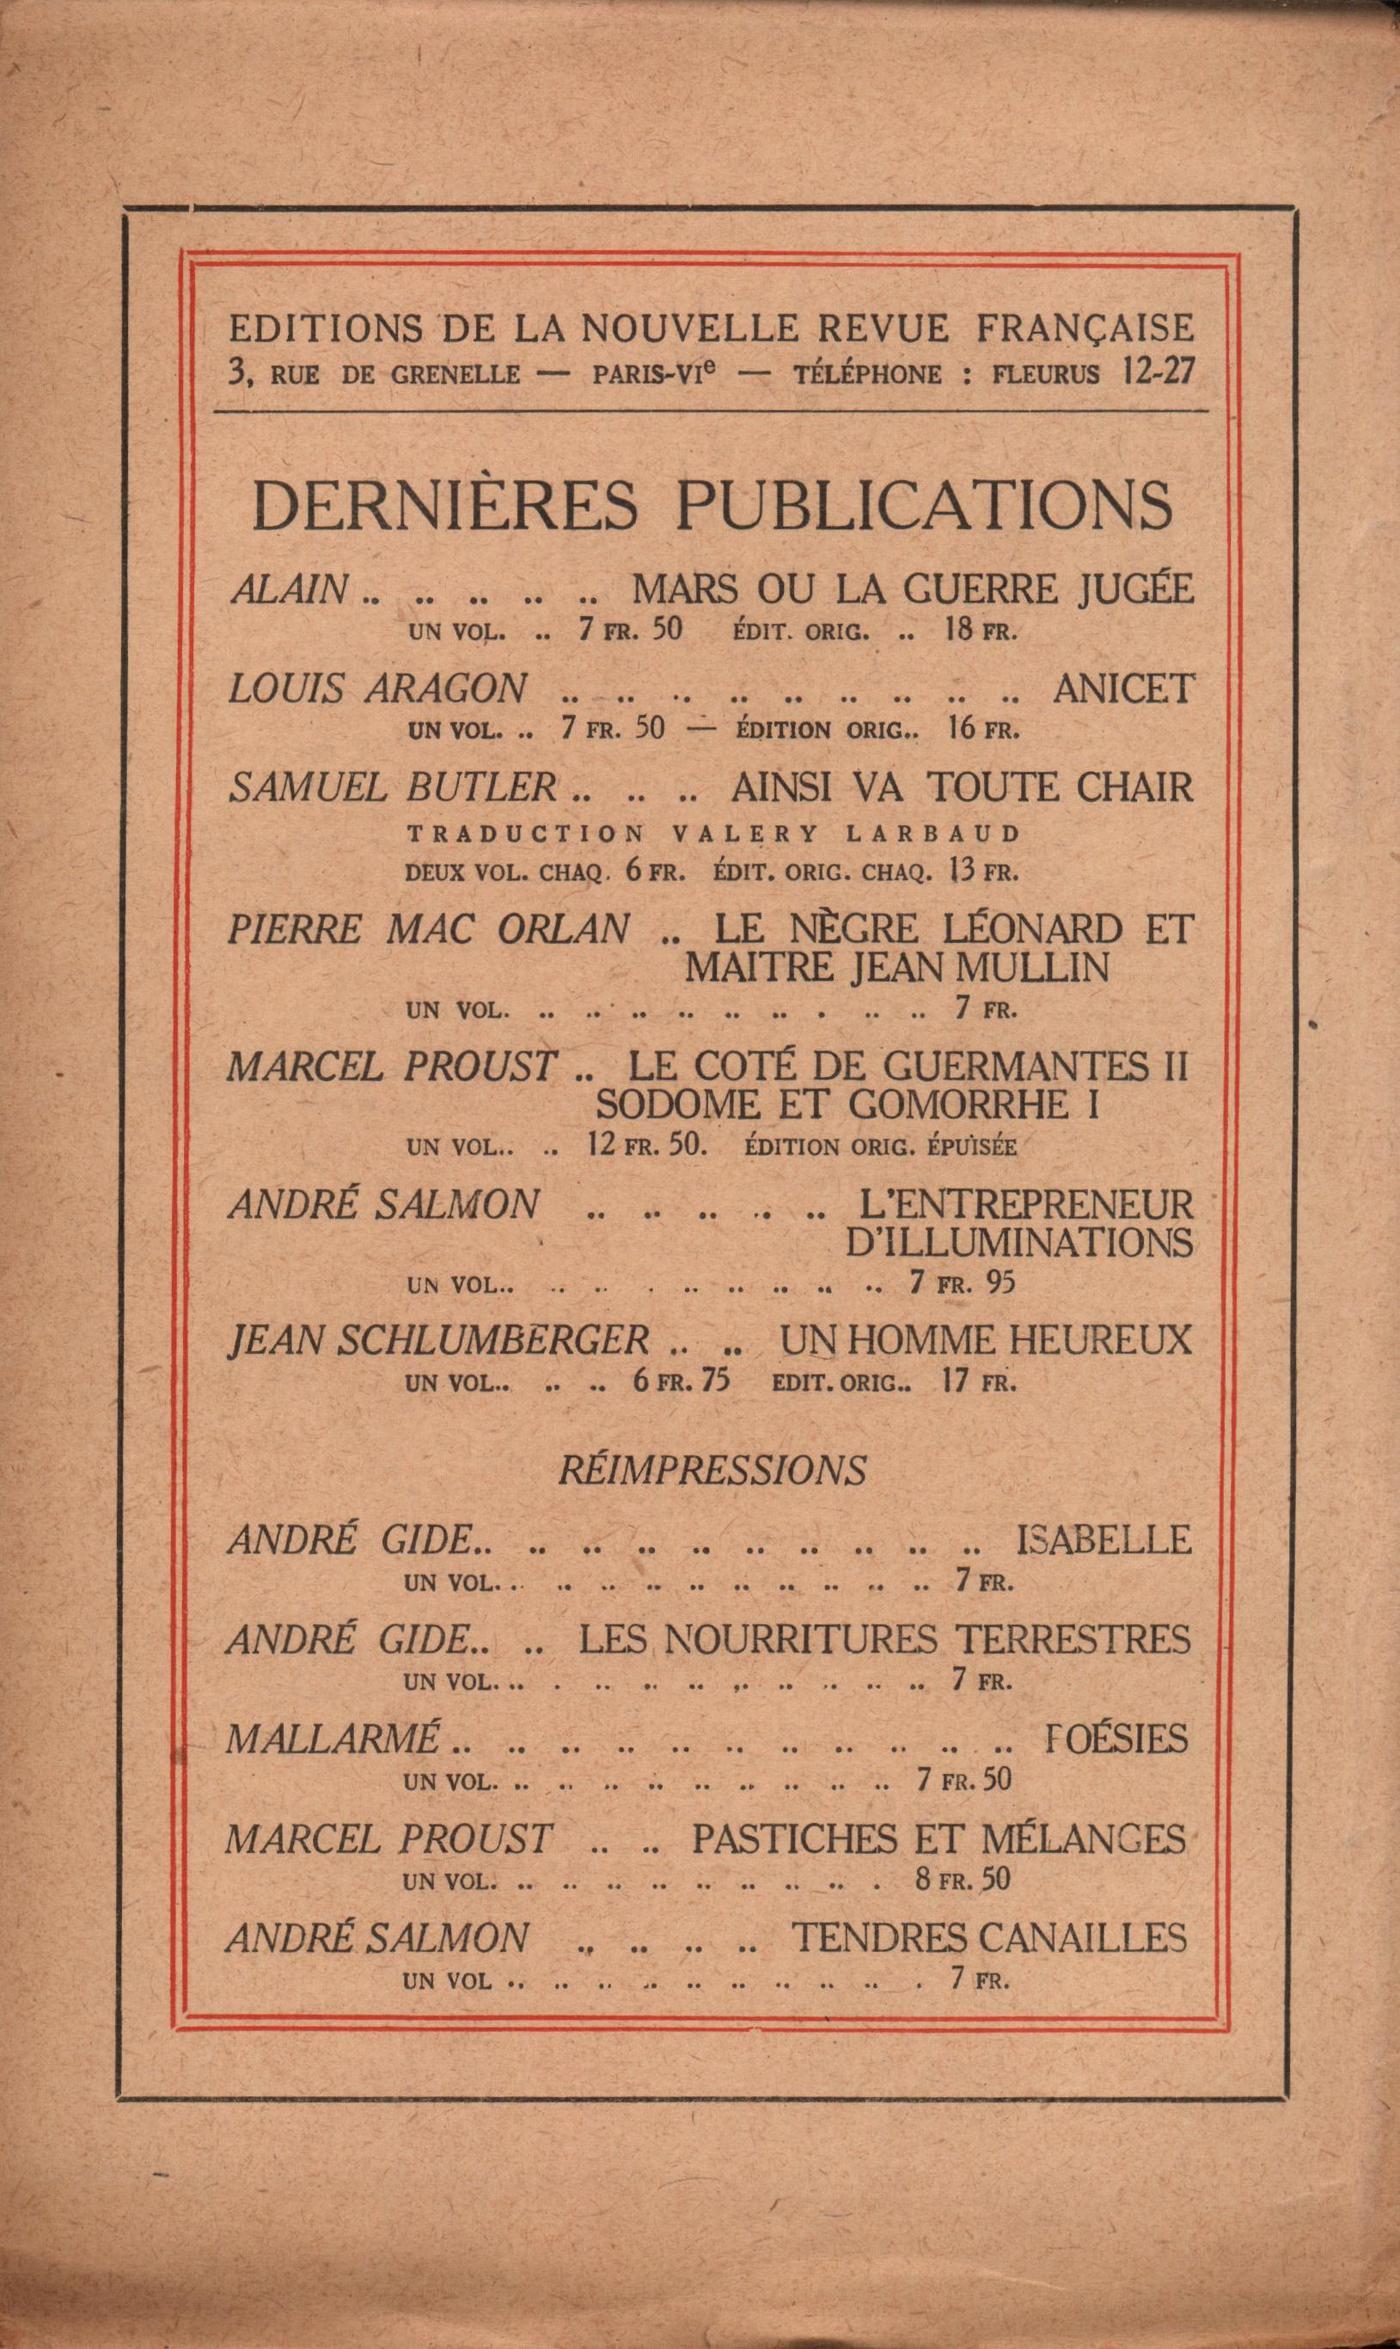 EDITIONS DE LA NOUVELLE REVUE FRANÇAISE
3, RUE DE GRENELLE — PARIS-VIe — TÉLÉPHONE : FLEURUS 12-27
DERNIÈRES PUBLICATIONS
ALAIN .. .. .. .. .. MARS OU LA GUERRE JUGÉE
UN VOL. .. 7 FR. 50 ÉDIT. ORIG. .. 18 FR.
LOUIS ARAGON .. .. .. .. .. .. .. .. .. ANICET
UN VOL. .. 7 FR. 50 — ÉDITION ORIG.. 16 FR.
SAMUEL BUTLER .. .. .. AINSI VA TOUTE CHAIR
TRADUCTION VALERY LARBAUD
DEUX VOL. CHAQ. 6 FR. ÉDIT. ORIG. CHAQ. 13 FR.
PIERRE MAC ORLAN .. LE NÈGRE LÉONARD ET
MAITRE JEAN MULLIN
UN VOL. .. .. .. .. .. .. . .. .. 7 FR.
MARCEL PROUST .. LE COTÉ DE GUERMANTES II
SODOME ET GOMORRHE I
UN VOL.. .. 12 FR. 50. ÉDITION ORIG. ÉPUISÉE
ANDRÉ SALMON .. .. .. .. .. L'ENTREPRENEUR
D'ILLUMINATIONS
UN VOL.. .. .. . .. .. .. .. .. 7 FR. 95
JEAN SCHLUMBERGER .. .. UN HOMME HEUREUX
UN VOL.. .. .. 6 FR. 75 EDIT. ORIG.. 17 FR.
RÉIMPRESSIONS
ANDRÉ GIDE.. .. .. .. .. .. .. .. .. .. ISABELLE
UN VOL. .. .. .. .. .. .. .. .. .. .. 7 FR.
ANDRÉ GIDE.. .. LES NOURRITURES TERRESTRES
UN VOL. .. . .. .. .. .. .. .. .. .. 7 FR.
MALLARMÉ .. .. .. .. .. .. .. .. .. .. .. POÉSIES
UN VOL. .. .. .. .. .. .. .. .. .. 7 FR. 50
MARCEL PROUST .. .. PASTICHES ET MÉLANGES
UN VOL. .. .. .. .. .. .. .. .. . 8 FR. 50
ANDRÉ SALMON .. .. .. .. TENDRES CANAILLES
UN VOL .. .. .. .. .. .. .. .. .. . 7 FR.